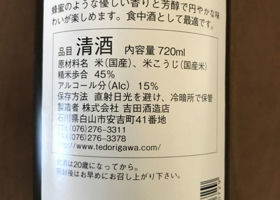 蜂蜜のような優しい香りと芳醇で円やかな味
わいが楽しめます。食中酒として最適です。
品目 清酒 内容量 720ml
原材料名 米(国産)、米こうじ(国産米)
精米歩合 45%
アルコール分(Alc) 15%
保存方法 直射日光を避け、冷暗所で保管
製造者 株式会社 吉田酒造店
石川県白山市安吉町41番地
TEL(076)276-3311
FAX(076)276-3378
www.tedorigawa.com
飲酒は20歳になってから。
開封後はお早めにお召し上がり下さい。